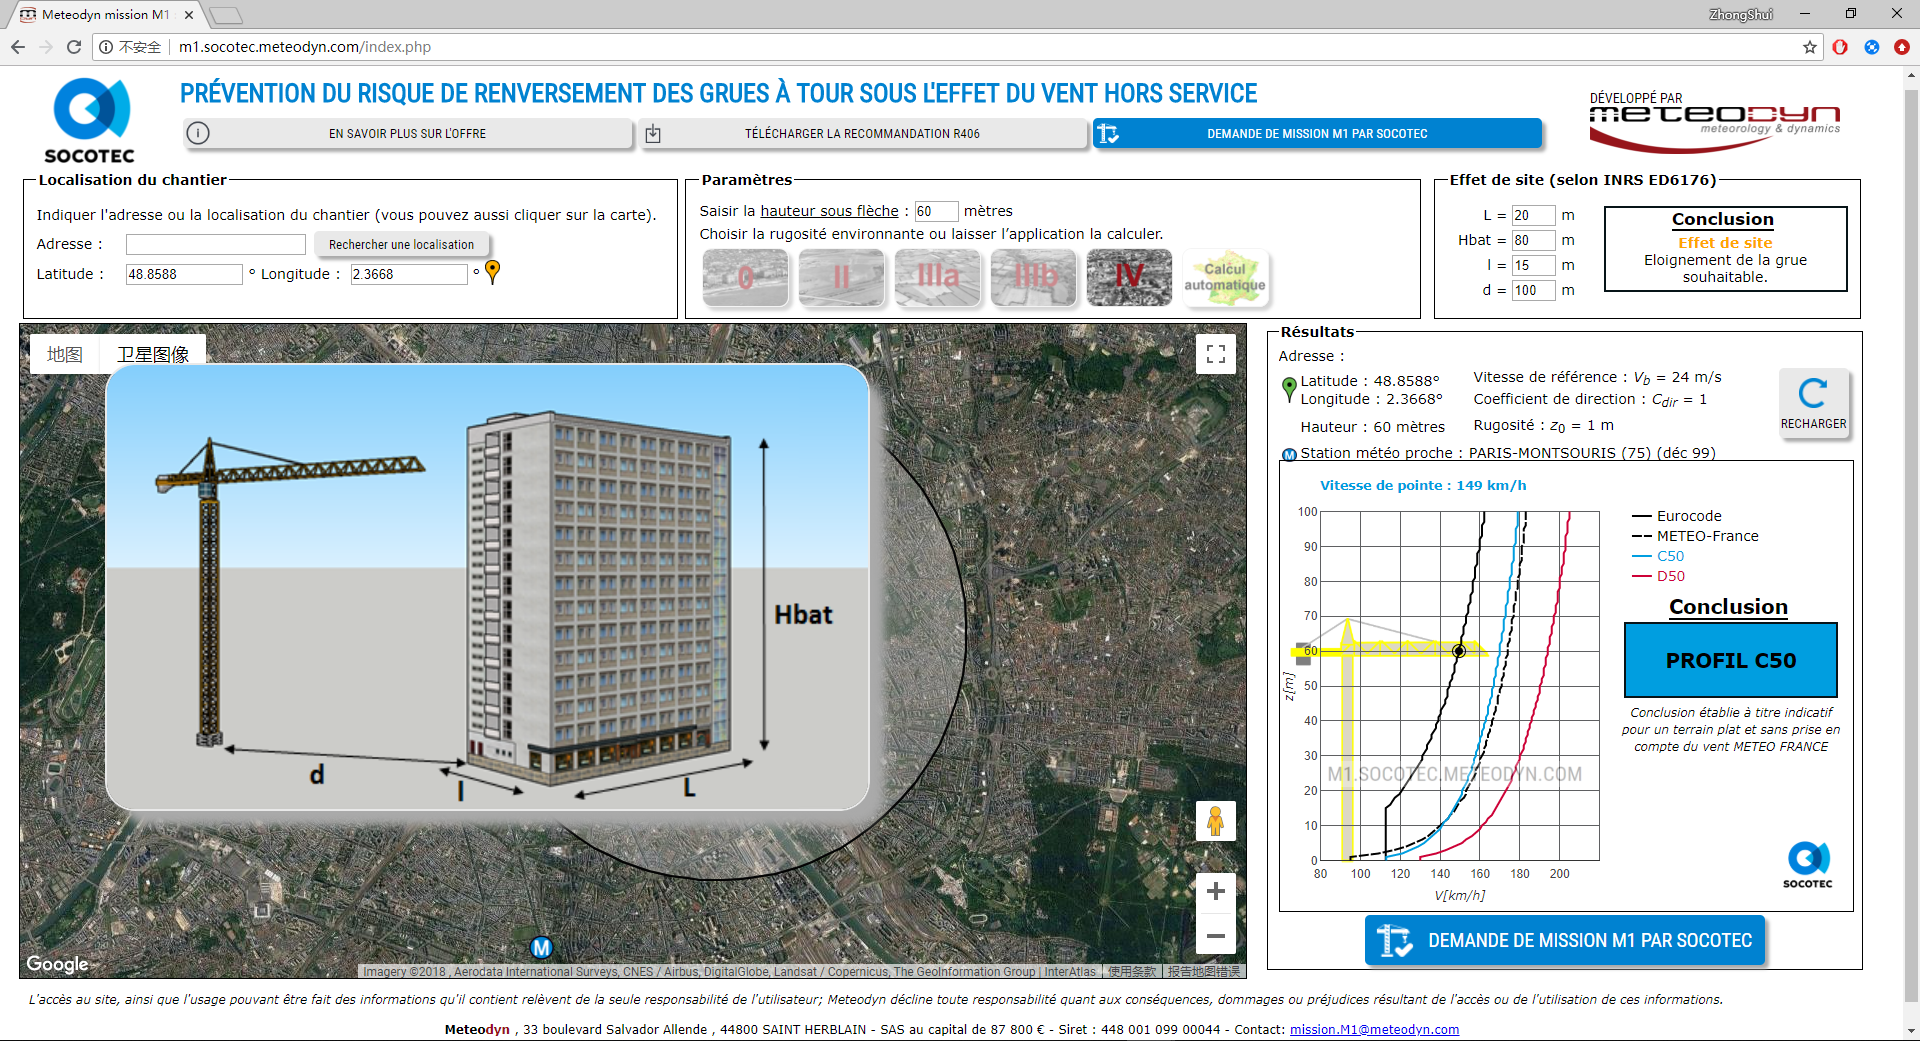 Meteodyn mission M1
ZhongShui
不安全 m1.socotec.meteodyn.com/index.php
SOCOTEC
PRÉVENTION DU RISQUE DE RENVERSEMENT DES GRUES À TOUR SOUS L'EFFET DU VENT HORS SERVICE
EN SAVOIR PLUS SUR L'OFFRE
TÉLÉCHARGER LA RECOMMANDATION R406
DEMANDE DE MISSION M1 PAR SOCOTEC
DÉVELOPPÉ PAR
meteodyn
meteorology & dynamics
Localisation du chantier
Indiquer l'adresse ou la localisation du chantier (vous pouvez aussi cliquer sur la carte).
Adresse :
Rechercher une localisation
Latitude : 48.8588 ° Longitude : 2.3668 °
Paramètres
Saisir la hauteur sous flèche : 60 mètres
Choisir la rugosité environnante ou laisser l’application la calculer.
0 II IIIa IIIb IV
Calcul
automatique
Effet de site (selon INRS ED6176)
L = 20 m
Hbat = 80 m
l = 15 m
d = 100 m
Conclusion
Effet de site
Eloignement de la grue
souhaitable.
地图 卫星图像
Hbat
d
l
L
M
Google
Imagery ©2018 , Aerodata International Surveys, CNES / Airbus, DigitalGlobe, Landsat / Copernicus, The GeoInformation Group | InterAtlas
使用条款 报告地图错误
Résultats
Adresse :
Latitude : 48.8588°
Longitude : 2.3668°
Hauteur : 60 mètres
Vitesse de référence : Vb = 24 m/s
Coefficient de direction : Cdir = 1
Rugosité : z0 = 1 m
RECHARGER
M Station météo proche : PARIS-MONTSOURIS (75) (déc 99)
Vitesse de pointe : 149 km/h
100
90
80
70
60
50
40
30
20
10
0
z[m]
80 100 120 140 160 180 200
V[km/h]
M1.SOCOTEC.METEODYN.COM
Eurocode
METEO-France
C50
D50
Conclusion
PROFIL C50
Conclusion établie à titre indicatif
pour un terrain plat et sans prise en
compte du vent METEO FRANCE
SOCOTEC
DEMANDE DE MISSION M1 PAR SOCOTEC
L'accès au site, ainsi que l'usage pouvant être fait des informations qu'il contient relèvent de la seule responsabilité de l'utilisateur; Meteodyn décline toute responsabilité quant aux conséquences, dommages ou préjudices résultant de l'accès ou de l'utilisation de ces informations.
Meteodyn , 33 boulevard Salvador Allende , 44800 SAINT HERBLAIN - SAS au capital de 87 800 € - Siret : 448 001 099 00044 - Contact: mission.M1@meteodyn.com